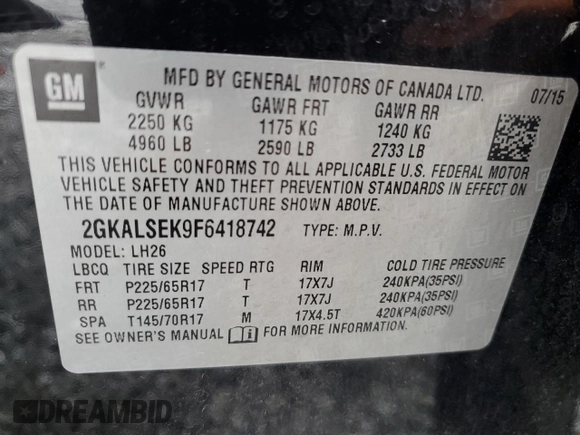 GM
MFD BY GENERAL MOTORS OF CANADA LTD. 07/15
GVWR GAWR FRT GAWR RR
2250 KG 1175 KG 1240 KG
4960 LB 2590 LB 2733 LB
THIS VEHICLE CONFORMS TO ALL APPLICABLE U.S. FEDERAL MOTOR
VEHICLE SAFETY AND THEFT PREVENTION STANDARDS IN EFFECT ON
THE DATE OF MANUFACTURE SHOWN ABOVE.
2GKALSEK9F6418742 TYPE: M.P.V.
MODEL: LH26
LBCQ TIRE SIZE SPEED RTG RIM COLD TIRE PRESSURE
FRT P225/65R17 T 17X7J 240KPA(35PSI)
RR P225/65R17 T 17X7J 240KPA(35PSI)
SPA T145/70R17 M 17X4.5T 420KPA(60PSI)
SEE OWNER'S MANUAL FOR MORE INFORMATION.
DREAMBID